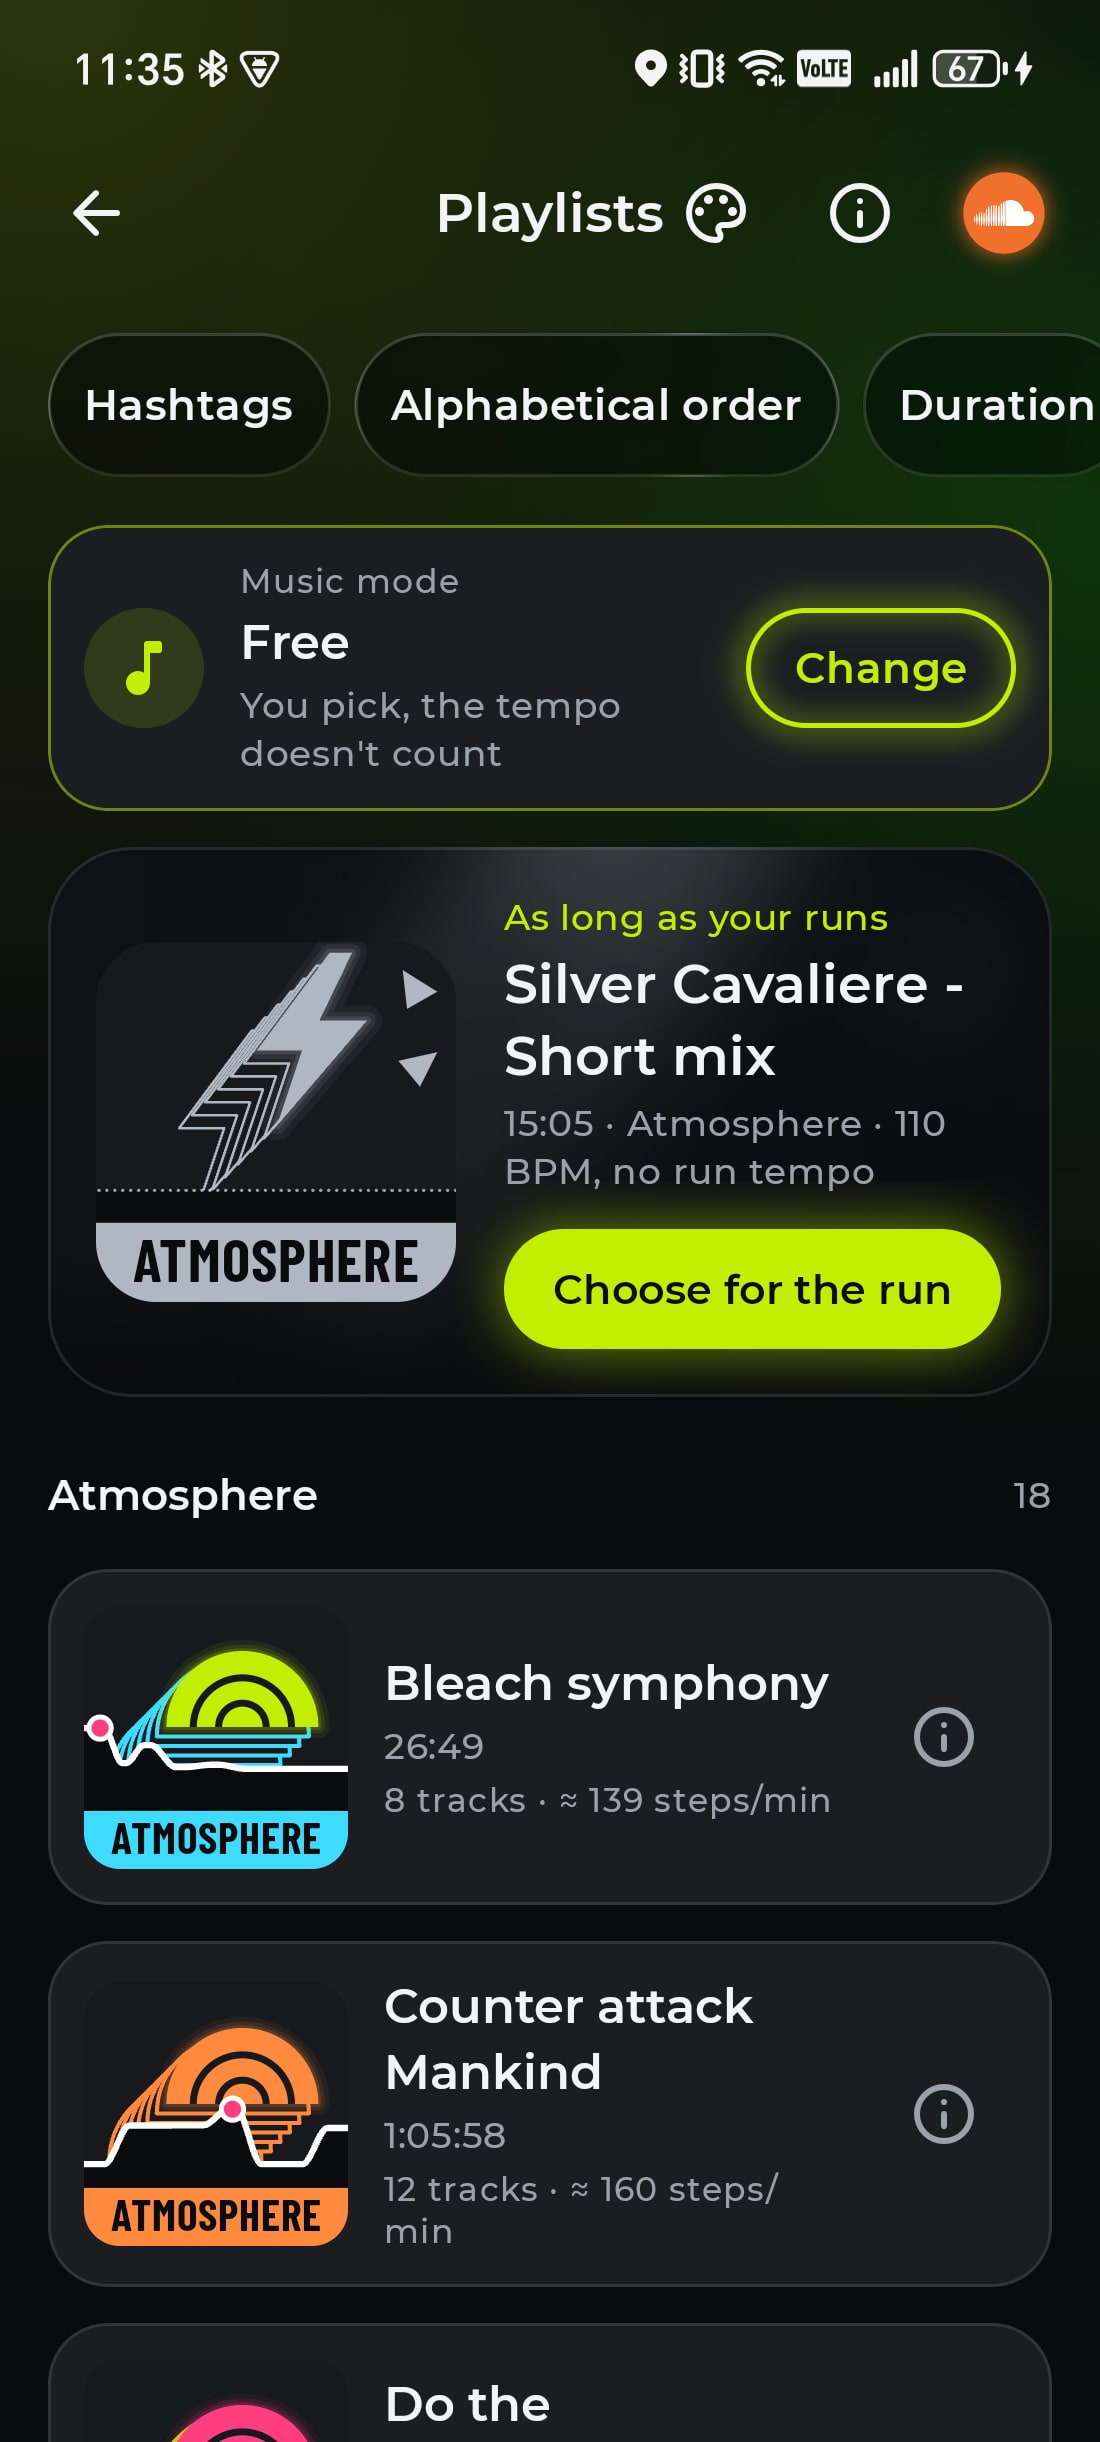 11:35
VoLTE
67
Playlists
Hashtags
Alphabetical order
Duration
Music mode
Free
You pick, the tempo
doesn't count
Change
As long as your runs
Silver Cavaliere -
Short mix
15:05 · Atmosphere · 110
BPM, no run tempo
ATMOSPHERE
Choose for the run
Atmosphere
18
Bleach symphony
26:49
8 tracks · ≈ 139 steps/min
ATMOSPHERE
Counter attack
Mankind
1:05:58
12 tracks · ≈ 160 steps/
min
ATMOSPHERE
Do the